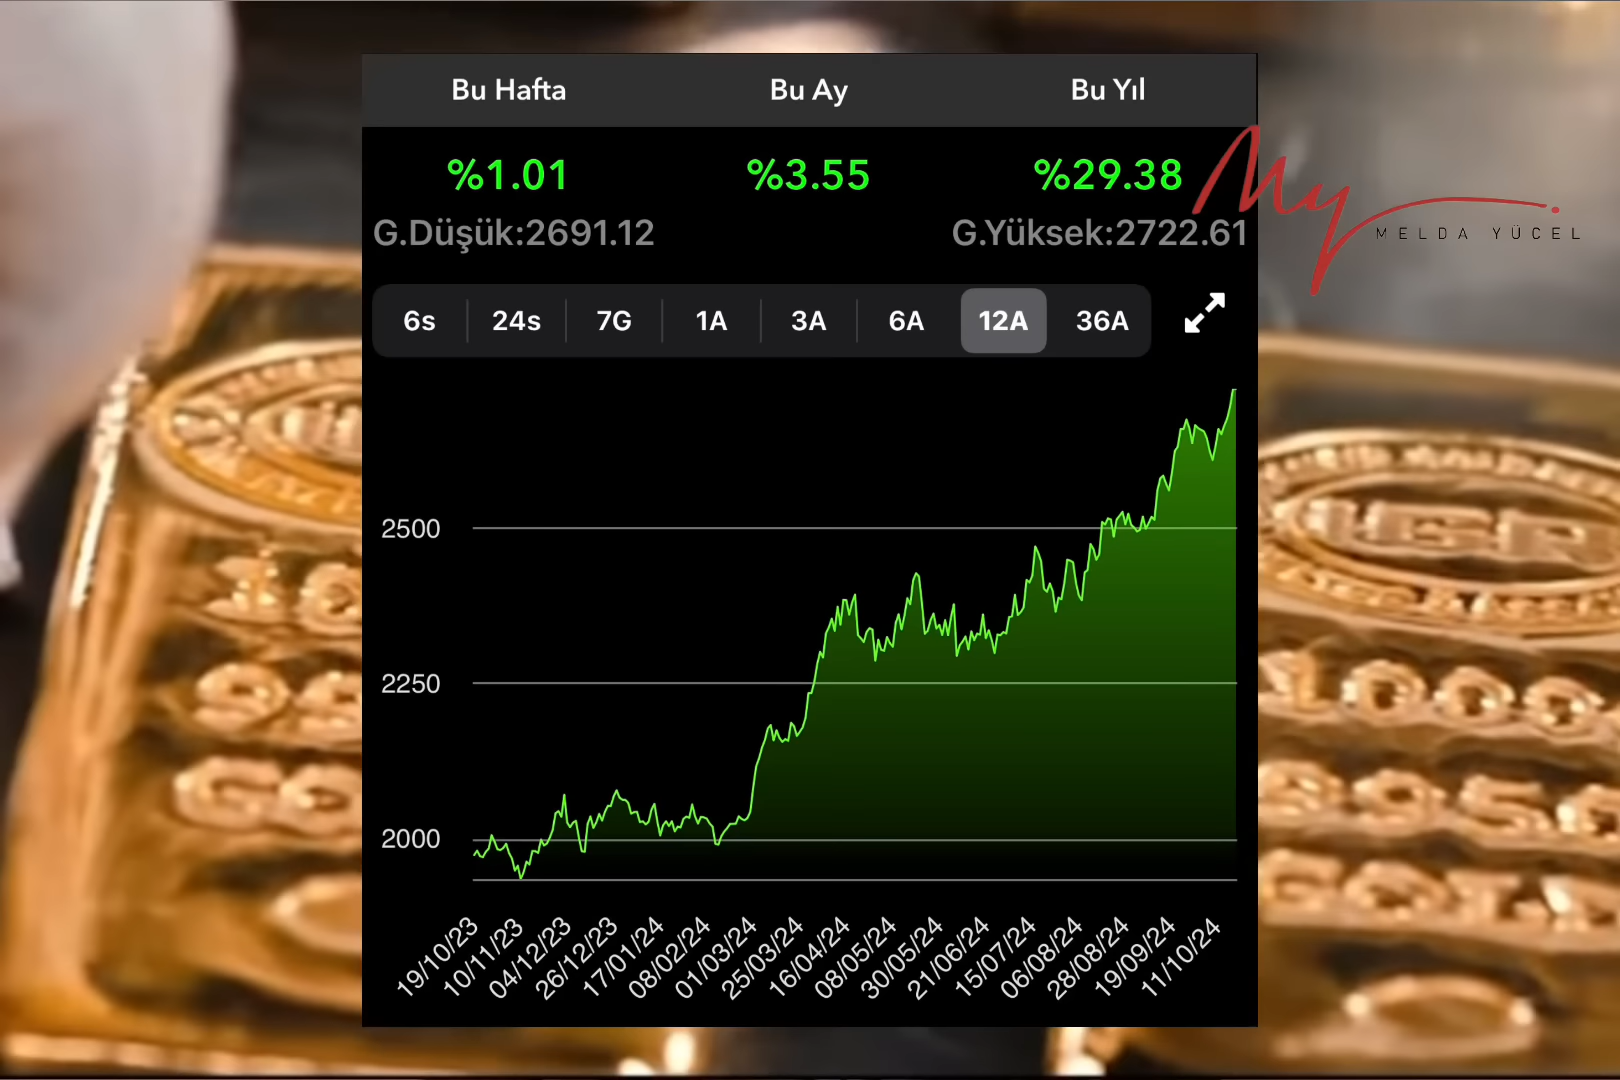 Bu Hafta Bu Ay Bu Yıl
%1.01 %3.55 %29.38
G.Düşük:2691.12 G.Yüksek:2722.61
My
MELDA YÜCEL
6s 24s 7G 1A 3A 6A 12A 36A
2500
2250
2000
19/10/23 10/11/23 04/12/23 26/12/23 17/01/24 08/02/24 01/03/24 25/03/24 16/04/24 08/05/24 30/05/24 21/06/24 15/07/24 06/08/24 28/08/24 19/09/24 11/10/24
1000
995
GOLD